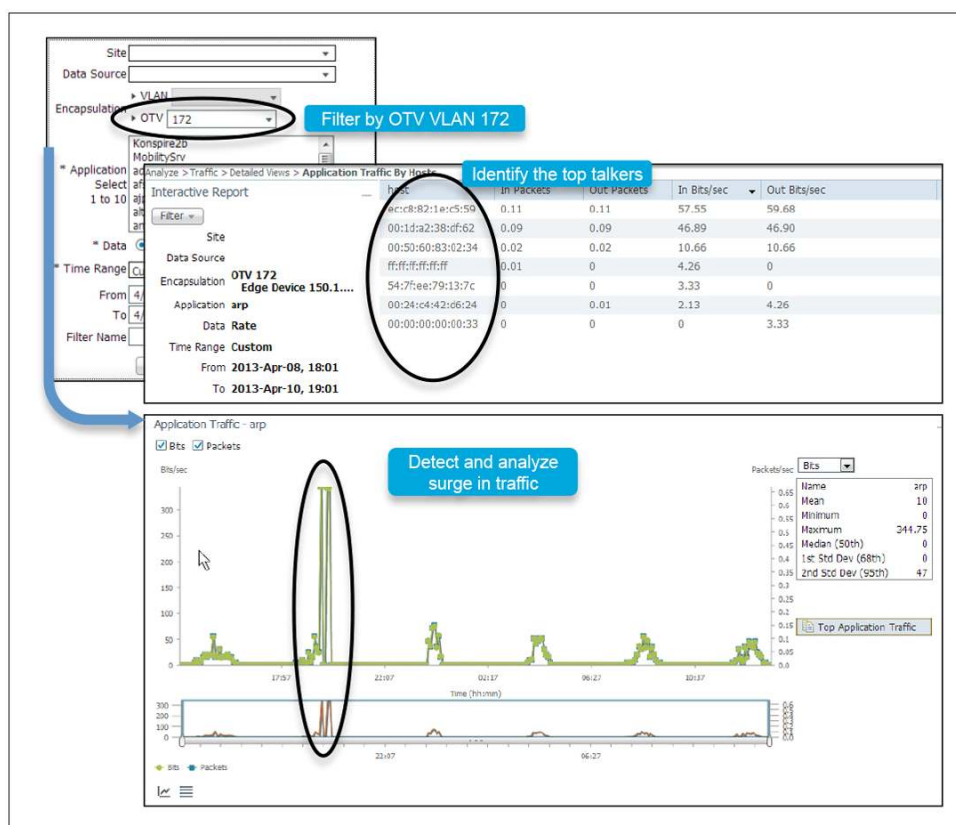 Site
Data Source
Encapsulation
VLAN
OTV 172
Filter by OTV VLAN 172
Konspire2b
MobilitySrv
* Application
Select
1 to 10
* Data
* Time Range
From 4/
To 4/
Filter Name
Analyze > Traffic > Detailed Views > Application Traffic By Hosts
Identify the top talkers
Interactive Report
Filter
Site
Data Source
Encapsulation OTV 172
Edge Device 150.1....
Application arp
Data Rate
Time Range Custom
From 2013-Apr-08, 18:01
To 2013-Apr-10, 19:01
host In Packets Out Packets In Bits/sec Out Bits/sec
ec:c8:82:1e:c5:59 0.11 0.11 57.55 59.68
00:1d:a2:38:df:62 0.09 0.09 46.89 46.90
00:50:60:83:02:34 0.02 0.02 10.66 10.66
ff:ff:ff:ff:ff:ff 0.01 0 4.26 0
54:7f:ee:79:13:7c 0 0 3.33 0
00:24:c4:42:d6:24 0 0.01 2.13 4.26
00:00:00:00:00:33 0 0 0 3.33
Application Traffic - arp
Bits Packets
Detect and analyze
surge in traffic
Bits/sec
300
250
200
150
100
50
0
Packets/sec
0.65
0.6
0.55
0.5
0.45
0.4
0.35
0.3
0.25
0.2
0.15
0.1
0.05
0.0
Bits
Name arp
Mean 10
Minimum 0
Maximum 344.75
Median (50th) 0
1st Std Dev (68th) 0
2nd Std Dev (95th) 47
Top Application Traffic
17:57 22:07 02:17 06:27 10:37
Time (hh:mm)
300
200
100
0
22:07 06:27
Bits Packets